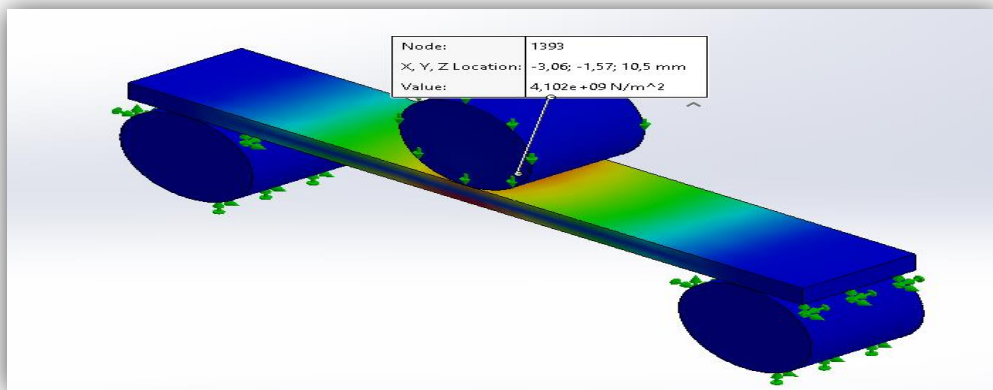 Node: 1393
X, Y, Z Location: -3,06; -1,57; 10,5 mm
Value: 4,102e+09 N/m^2